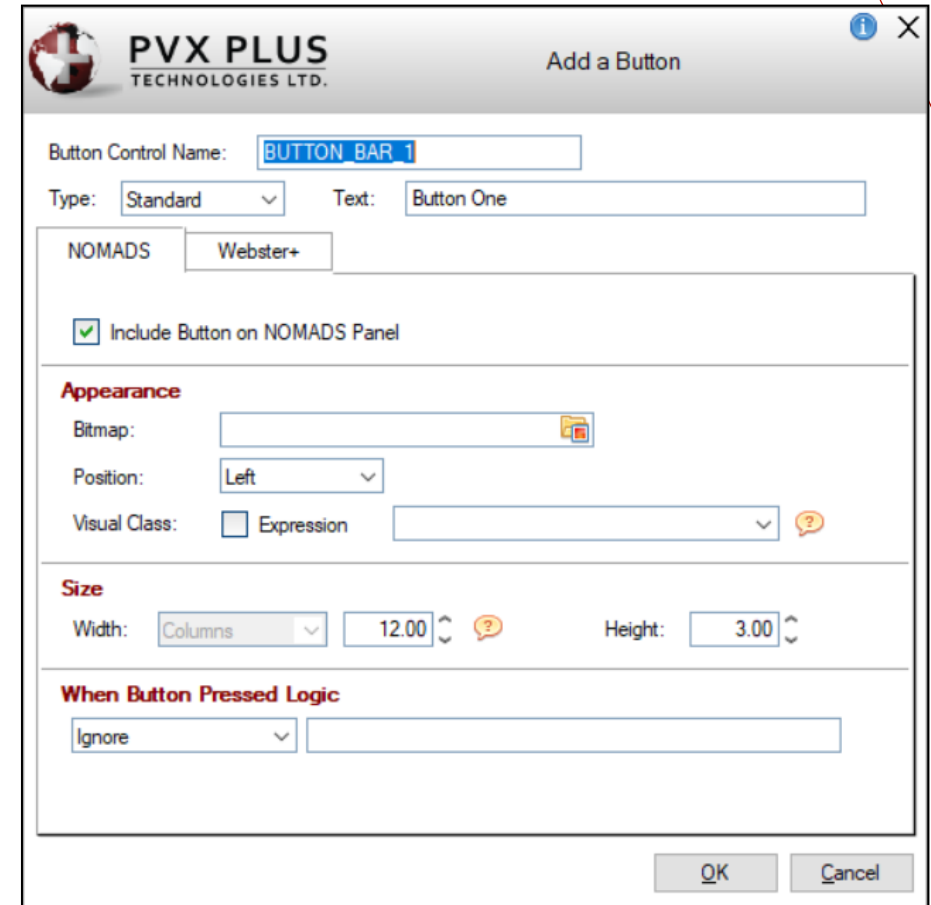 PVX PLUS
TECHNOLOGIES LTD.
Add a Button
Button Control Name: BUTTON_BAR_1
Type: Standard Text: Button One
NOMADS Webster+
Include Button on NOMADS Panel
Appearance
Bitmap:
Position: Left
Visual Class: Expression
Size
Width: Columns 12.00 Height: 3.00
When Button Pressed Logic
Ignore
OK Cancel